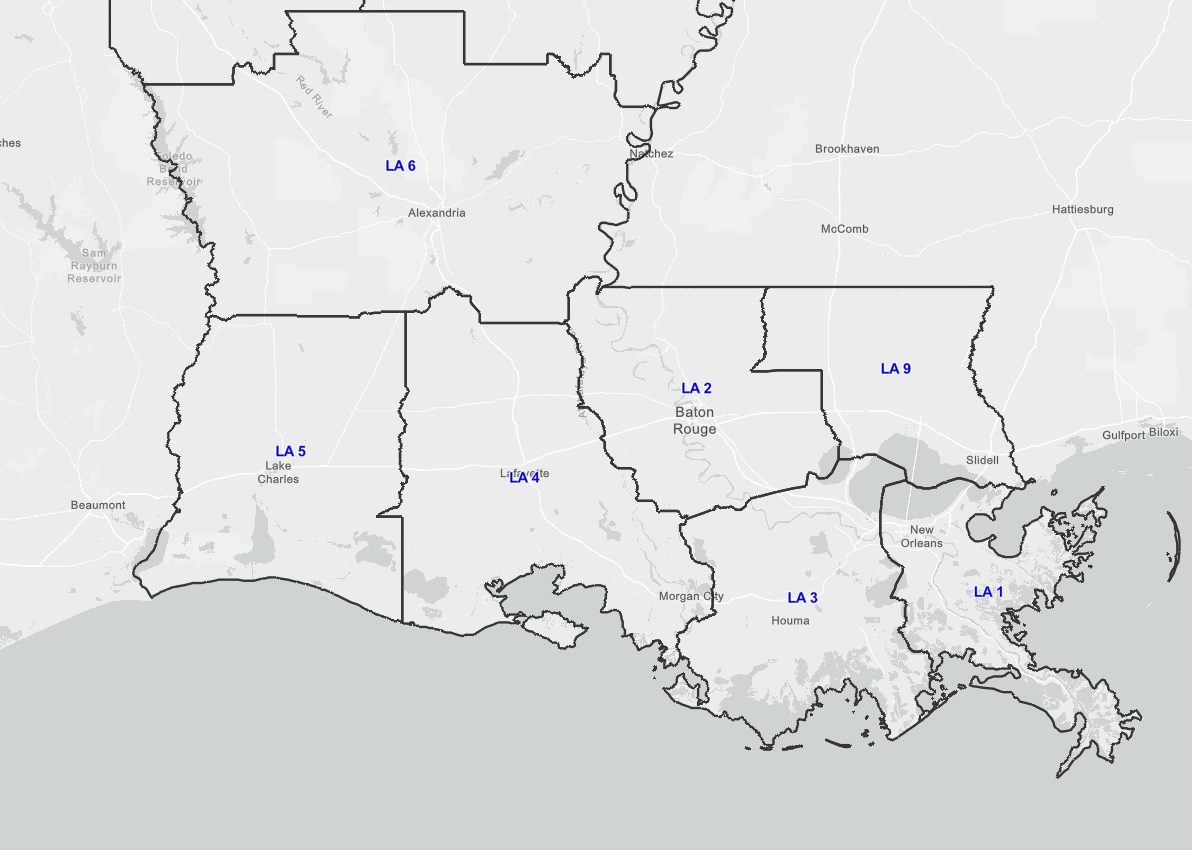 Red River
ches
Brookhaven
Natchez
Toledo
Bend
Reservoir
LA 6
Alexandria
Hattiesburg
McComb
Sam
Rayburn
Reservoir
LA 9
LA 2
Baton
Rouge
Gulfport
Biloxi
LA 5
Slidell
Lake
Charles
Lafayette
LA 4
Beaumont
New
Orleans
LA 1
Morgan City
LA 3
Houma